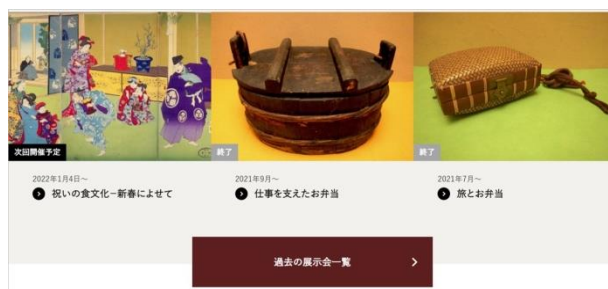 次回開催予定
終了
終了
2022年1月4日～
祝いの食文化−新春によせて
2021年9月～
仕事を支えたお弁当
2021年7月～
旅とお弁当
過去の展示会一覧